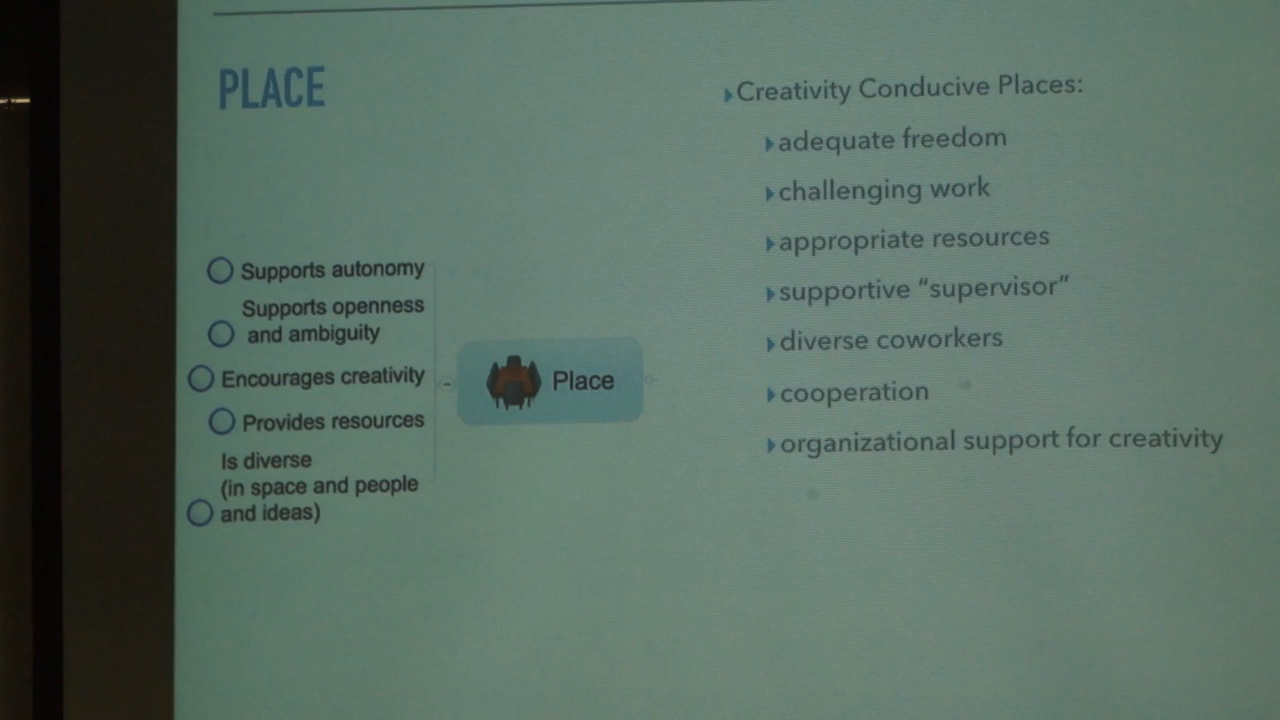 PLACE
Supports autonomy
Supports openness
and ambiguity
Encourages creativity
Provides resources
Is diverse
(in space and people
and ideas)
Place
Creativity Conducive Places:
adequate freedom
challenging work
appropriate resources
supportive “supervisor”
diverse coworkers
cooperation
organizational support for creativity